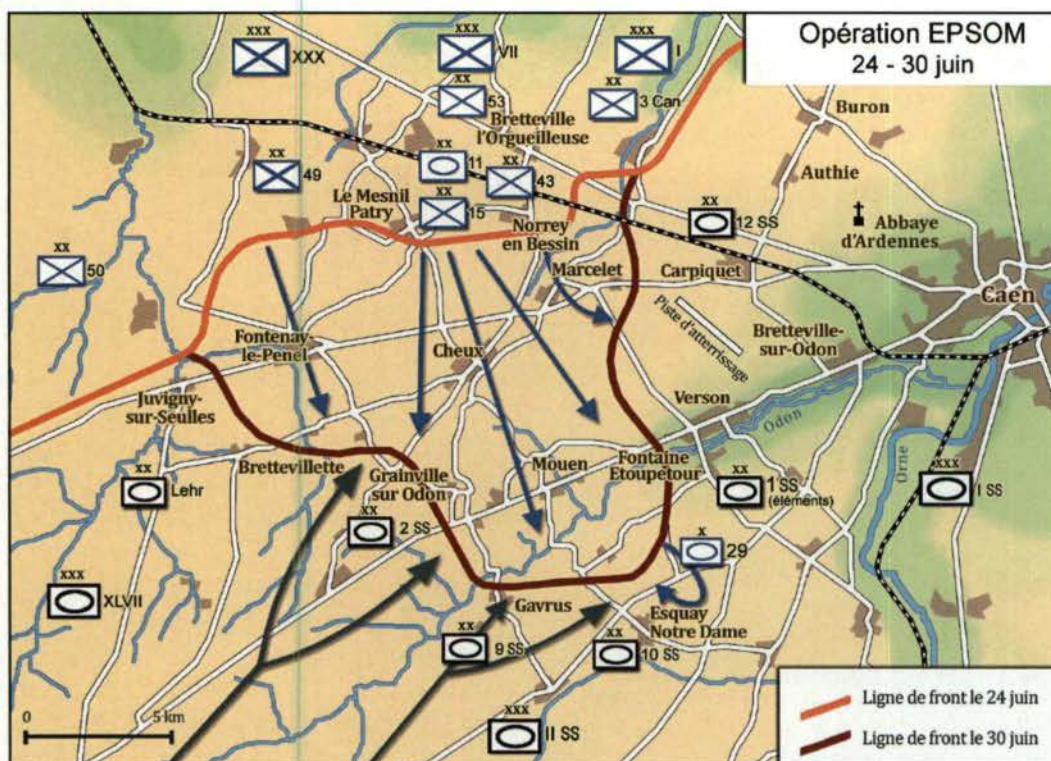 Opération EPSOM
24 - 30 juin
xxx
XXX
xxx
VII
xxx
I
xx
53
xx
3 Can
Bretteville
l'Orgueilleuse
Buron
xx
49
xx
11
xx
43
Authie
Le Mesnil
Patry
xx
15
Norrey
en Bessin
xx
12 SS
Abbaye
d'Ardennes
xx
50
Marcelet
Carpiquet
Caen
Piste d'atterrissage
Fontenay-
le-Penel
Cheux
Bretteville-
sur-Odon
Juvigny-
sur-Seulles
Verson
Odon
Brettevillette
Grainville
sur Odon
Mouen
Fontaine
Etoupefour
Orne
xx
Lehr
xx
2 SS
xx
1 SS
(éléments)
xxx
I SS
x
29
xxx
XLVII
Gavrus
Esquay
Notre Dame
xx
9 SS
xx
10 SS
xxx
II SS
0
5 km
Ligne de front le 24 juin
Ligne de front le 30 juin